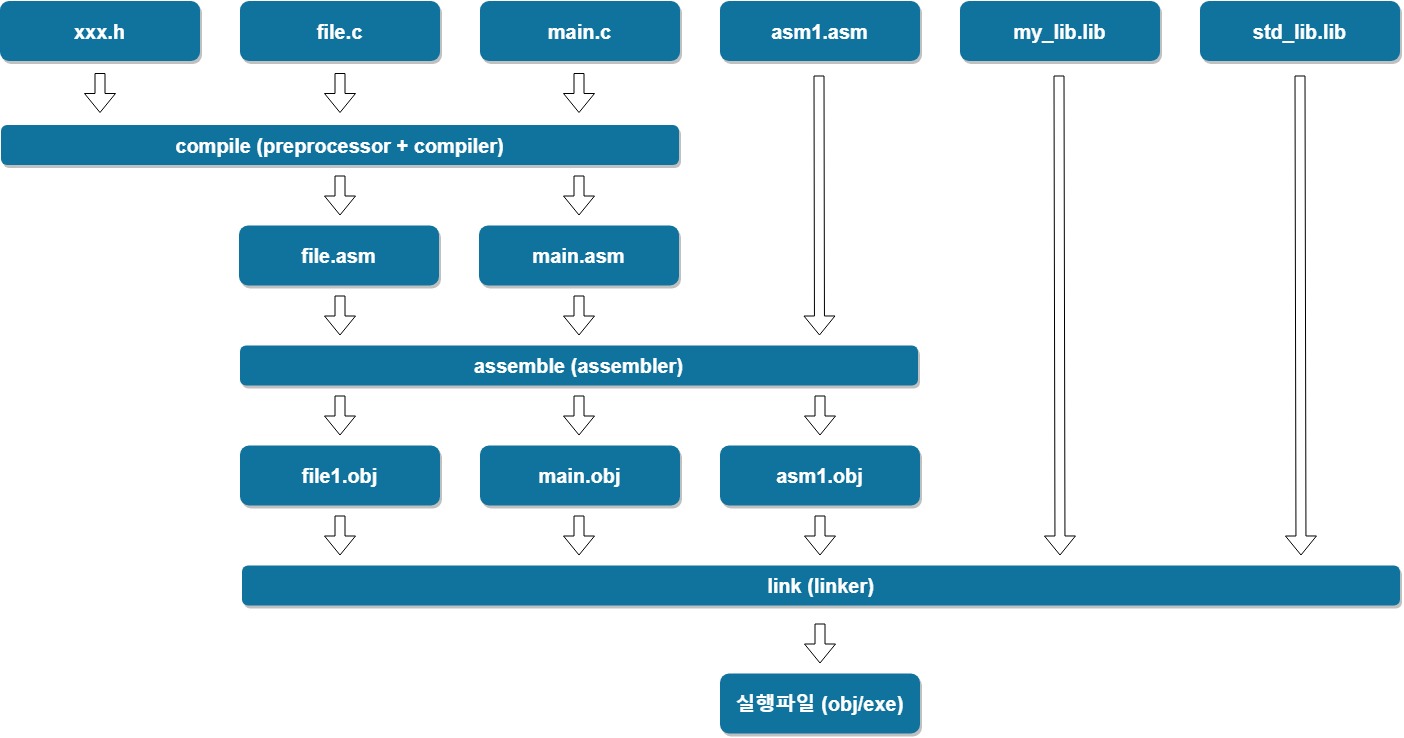 xxx.h
file.c
main.c
asm1.asm
my_lib.lib
std_lib.lib
compile (preprocessor + compiler)
file.asm
main.asm
assemble (assembler)
file1.obj
main.obj
asm1.obj
link (linker)
실행파일 (obj/exe)